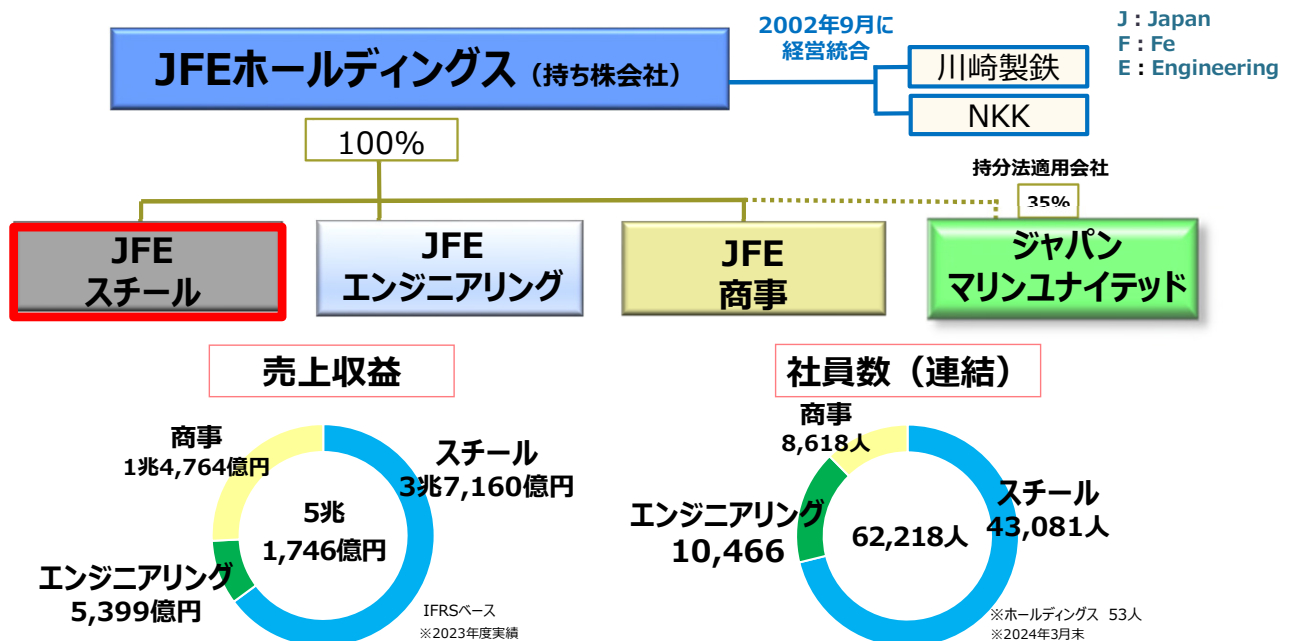 JFEホールディングス（持ち株会社）
2002年9月に
経営統合
川崎製鉄
NKK
J：Japan
F：Fe
E：Engineering
100%
持分法適用会社
35%
JFE
スチール
JFE
エンジニアリング
JFE
商事
ジャパン
マリンユナイテッド
売上収益
商事
1兆4,764億円
スチール
3兆7,160億円
5兆
1,746億円
エンジニアリング
5,399億円
IFRSベース
※2023年度実績
社員数（連結）
商事
8,618人
スチール
43,081人
エンジニアリング
10,466
62,218人
※ホールディングス 53人
※2024年3月末